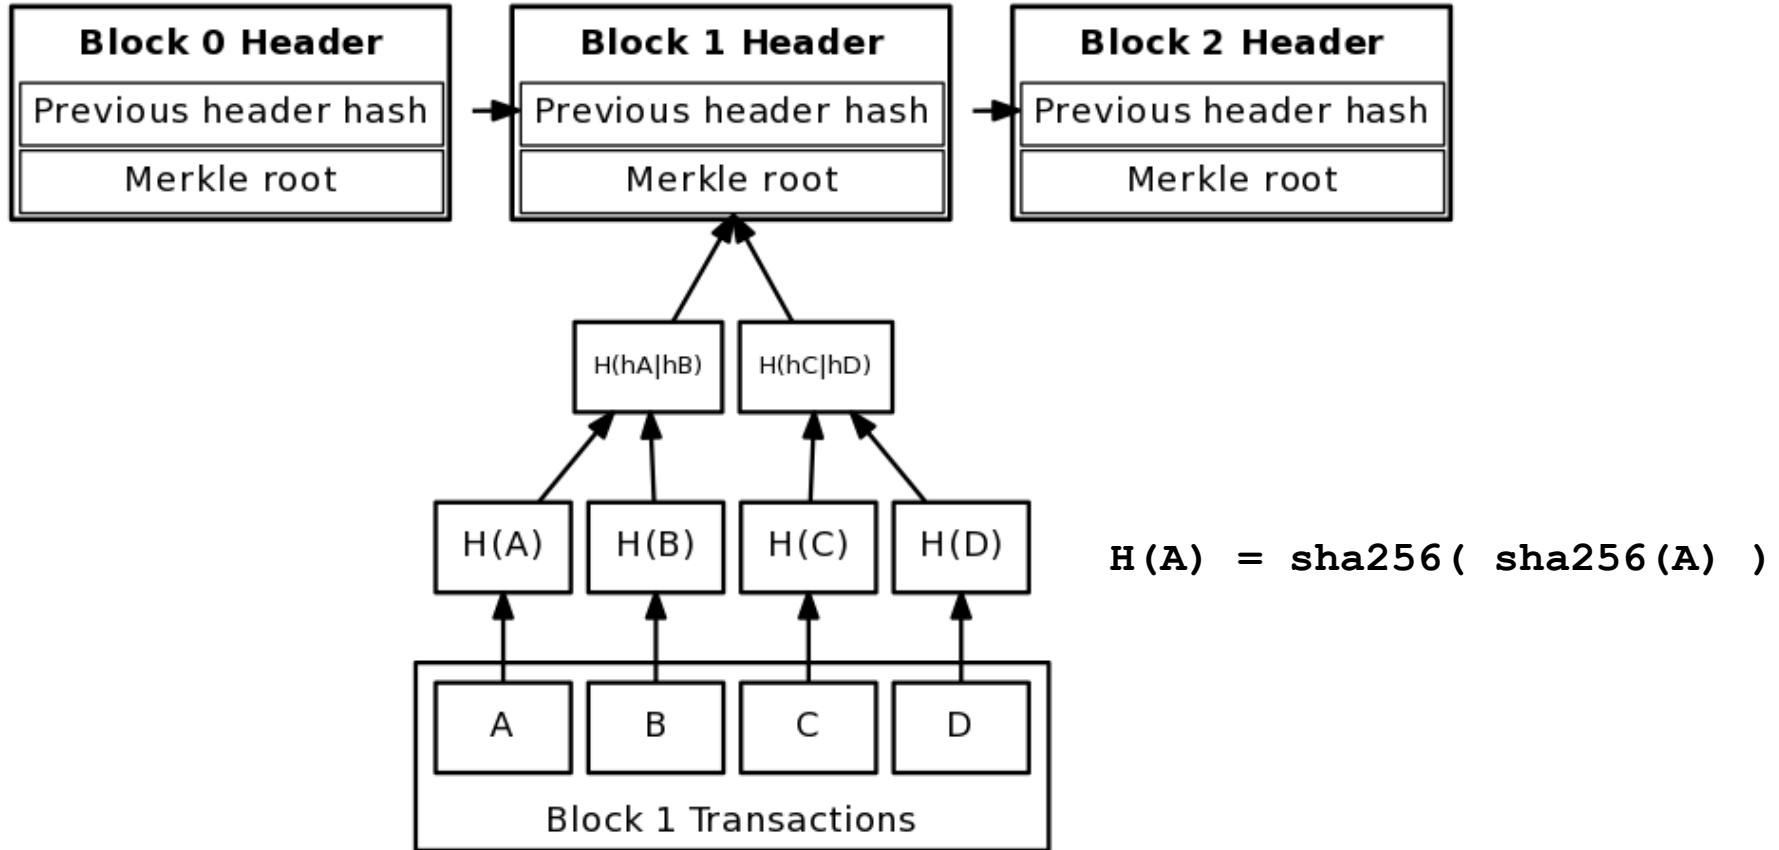 Block 0 Header
Previous header hash
Merkle root
Block 1 Header
Previous header hash
Merkle root
Block 2 Header
Previous header hash
Merkle root
H(hA|hB)
H(hC|hD)
H(A)
H(B)
H(C)
H(D)
H(A) = sha256( sha256(A) )
A
B
C
D
Block 1 Transactions